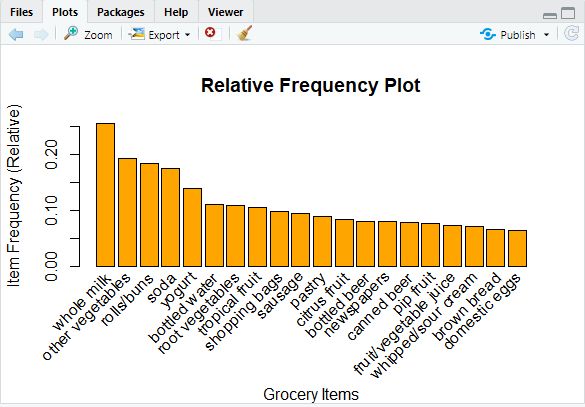 Files Plots Packages Help Viewer
Zoom Export Publish
Relative Frequency Plot
Item Frequency (Relative)
0.20
0.10
0.00
whole milk
other vegetables
rolls/buns
soda
yogurt
bottled water
root vegetables
tropical fruit
shopping bags
sausage
pastry
citrus fruit
bottled beer
newspapers
canned beer
pip fruit
fruit/vegetable juice
whipped/sour cream
brown bread
domestic eggs
Grocery Items